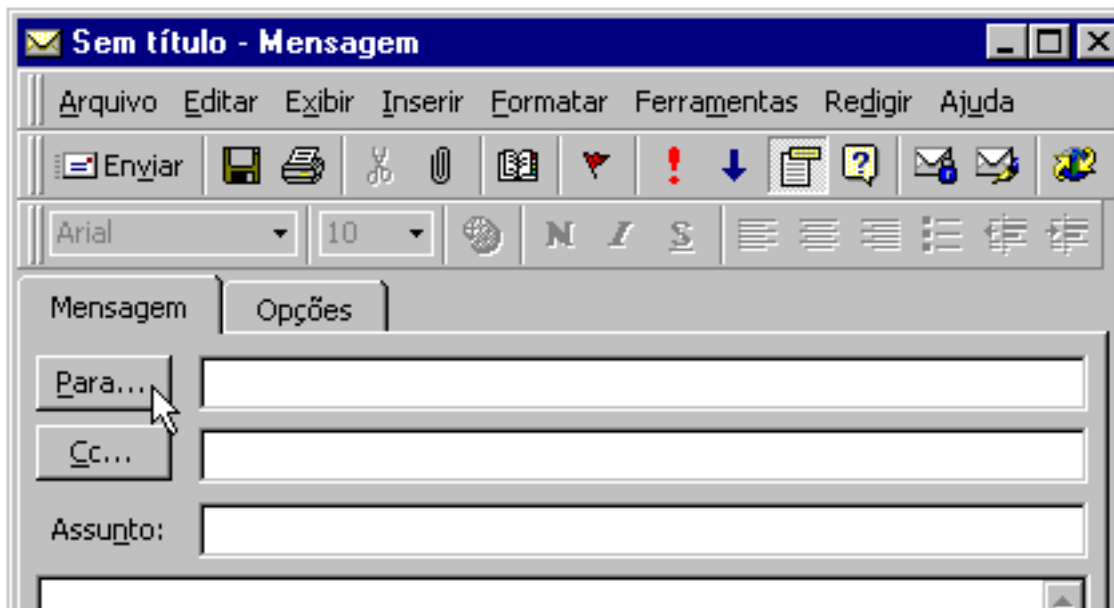 Sem título - Mensagem
Arquivo Editar Exibir Inserir Formatar Ferramentas Redigir Ajuda
Enviar
Arial 10 N I S
Mensagem Opções
Para...
Cc...
Assunto: